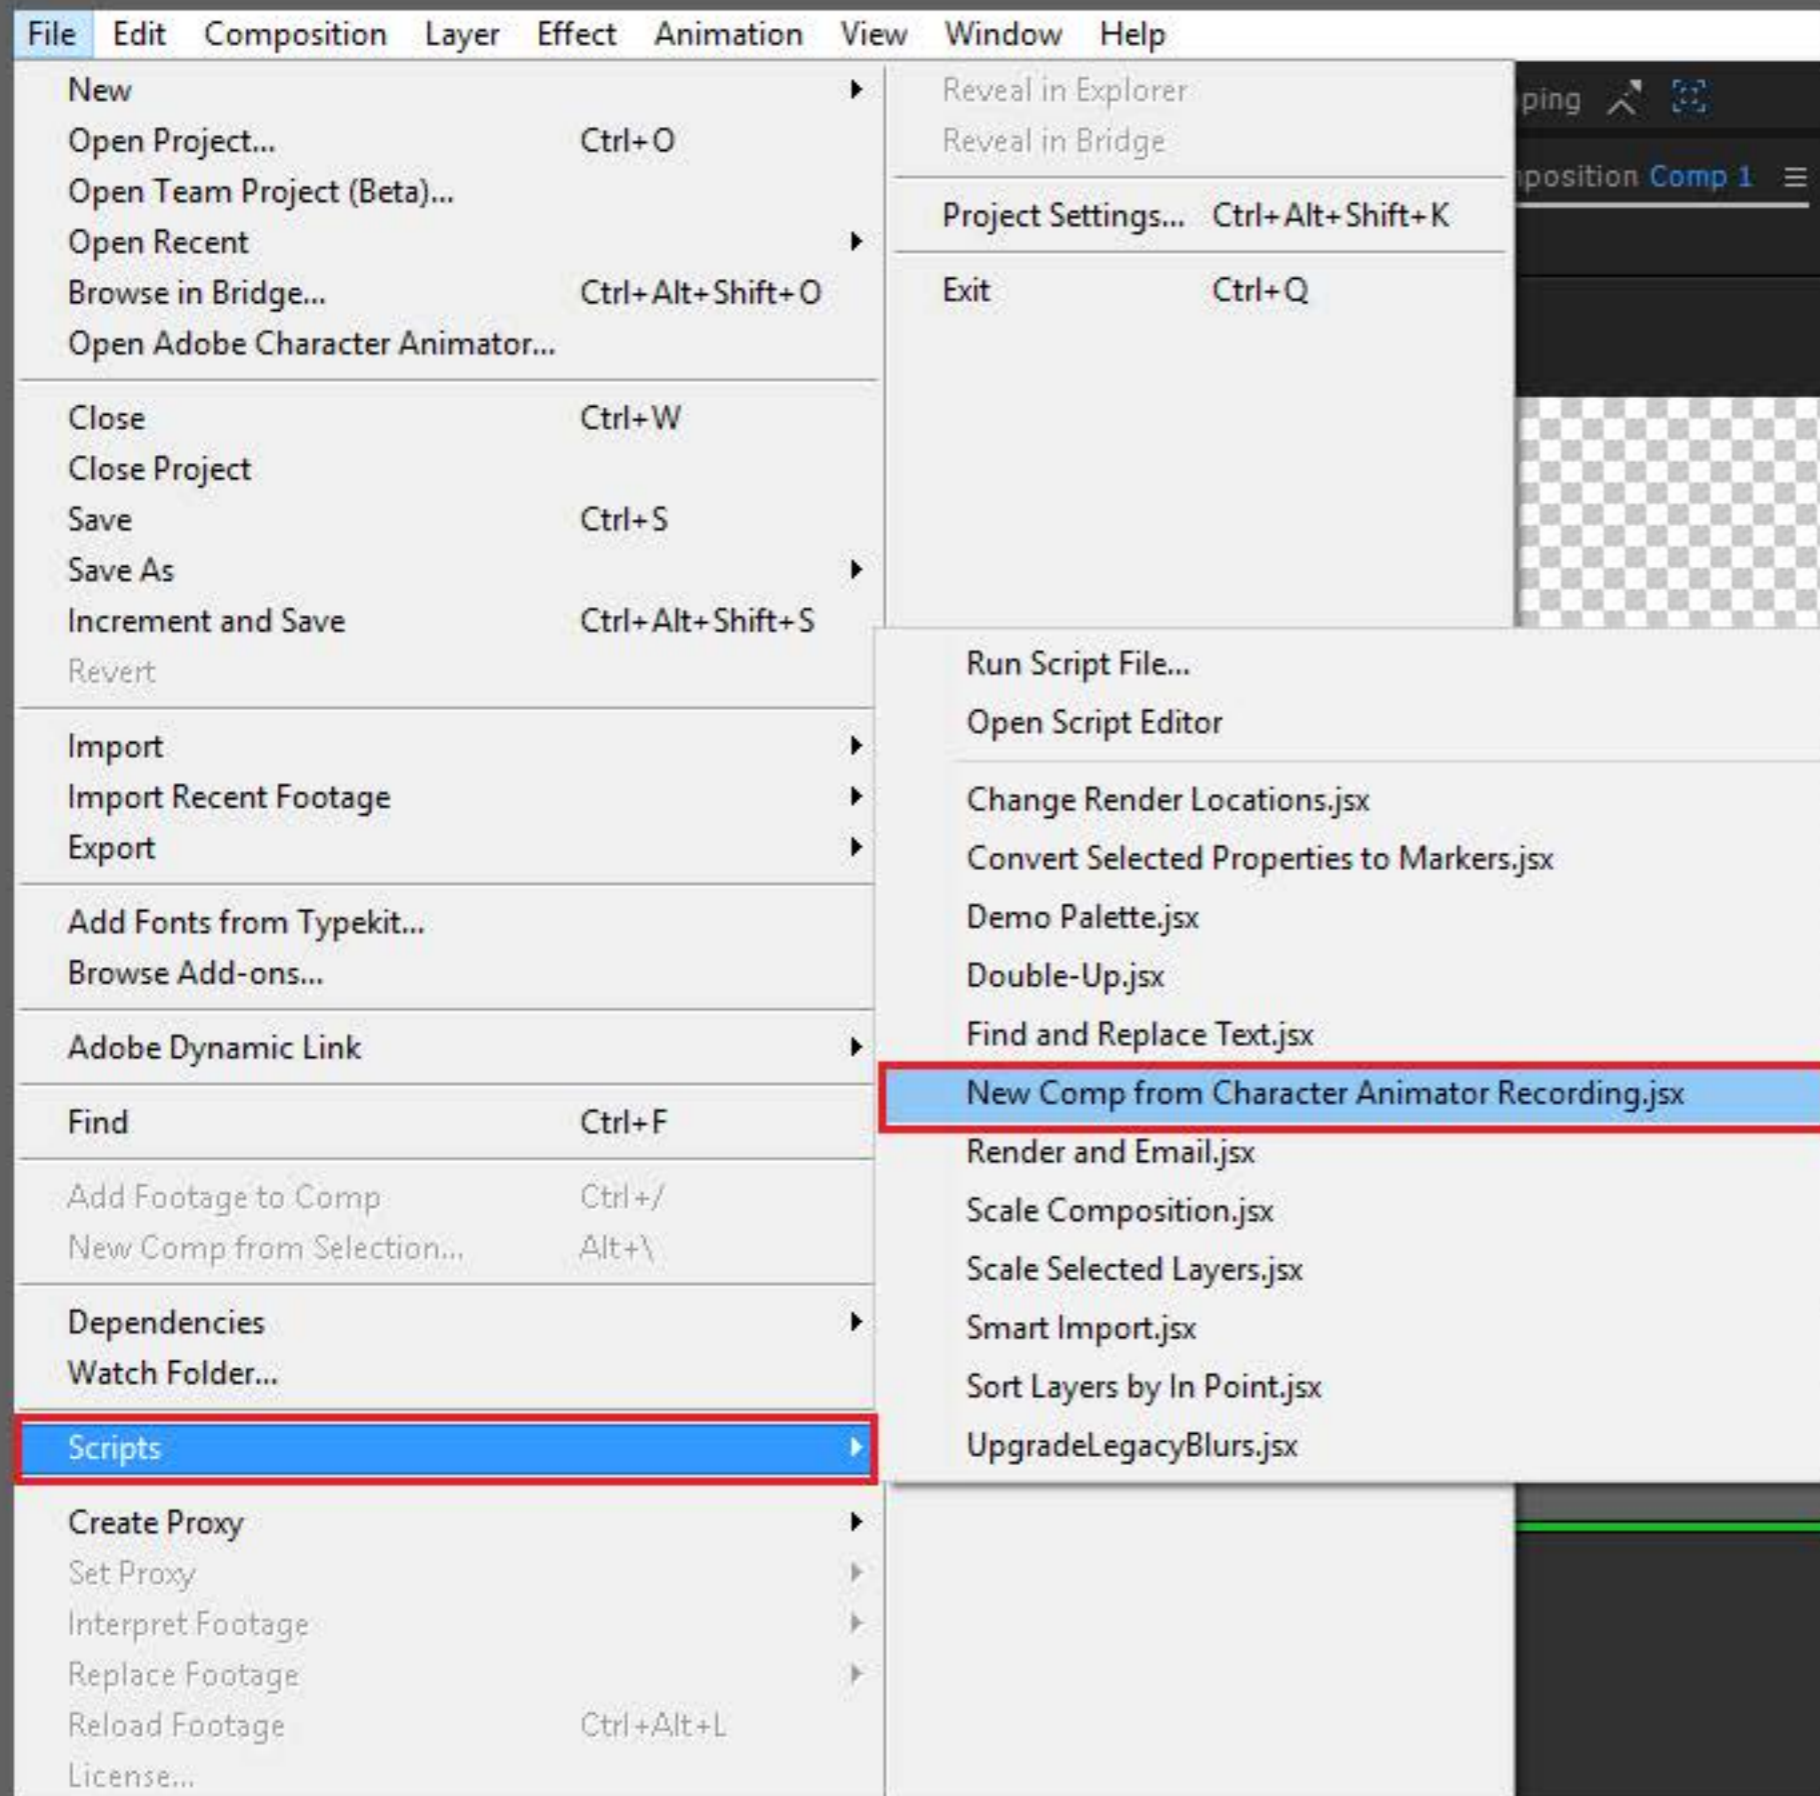 File Edit Composition Layer Effect Animation View Window Help
New
Open Project... Ctrl+O
Open Team Project (Beta)...
Open Recent
Browse in Bridge... Ctrl+Alt+Shift+O
Open Adobe Character Animator...
Close Ctrl+W
Close Project
Save Ctrl+S
Save As
Increment and Save Ctrl+Alt+Shift+S
Revert
Import
Import Recent Footage
Export
Add Fonts from Typekit...
Browse Add-ons...
Adobe Dynamic Link
Find Ctrl+F
Add Footage to Comp Ctrl+/
New Comp from Selection... Alt+\
Dependencies
Watch Folder...
Scripts
Create Proxy
Set Proxy
Interpret Footage
Replace Footage
Reload Footage Ctrl+Alt+L
License...
Reveal in Explorer
Reveal in Bridge
Project Settings... Ctrl+Alt+Shift+K
Exit Ctrl+Q
Run Script File...
Open Script Editor
Change Render Locations.jsx
Convert Selected Properties to Markers.jsx
Demo Palette.jsx
Double-Up.jsx
Find and Replace Text.jsx
New Comp from Character Animator Recording.jsx
Render and Email.jsx
Scale Composition.jsx
Scale Selected Layers.jsx
Smart Import.jsx
Sort Layers by In Point.jsx
UpgradeLegacyBlurs.jsx
pping
position Comp 1